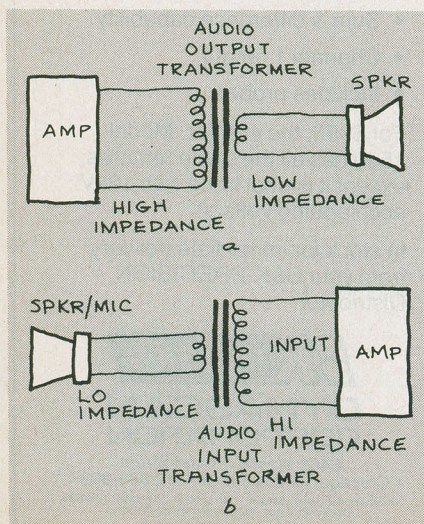 AUDIO
OUTPUT
TRANSFORMER
SPKR
AMP
LOW
IMPEDANCE
HIGH
IMPEDANCE
a
SPKR/MIC
INPUT
AMP
LO
IMPEDANCE
HI
IMPEDANCE
AUDIO
INPUT
TRANSFORMER
b